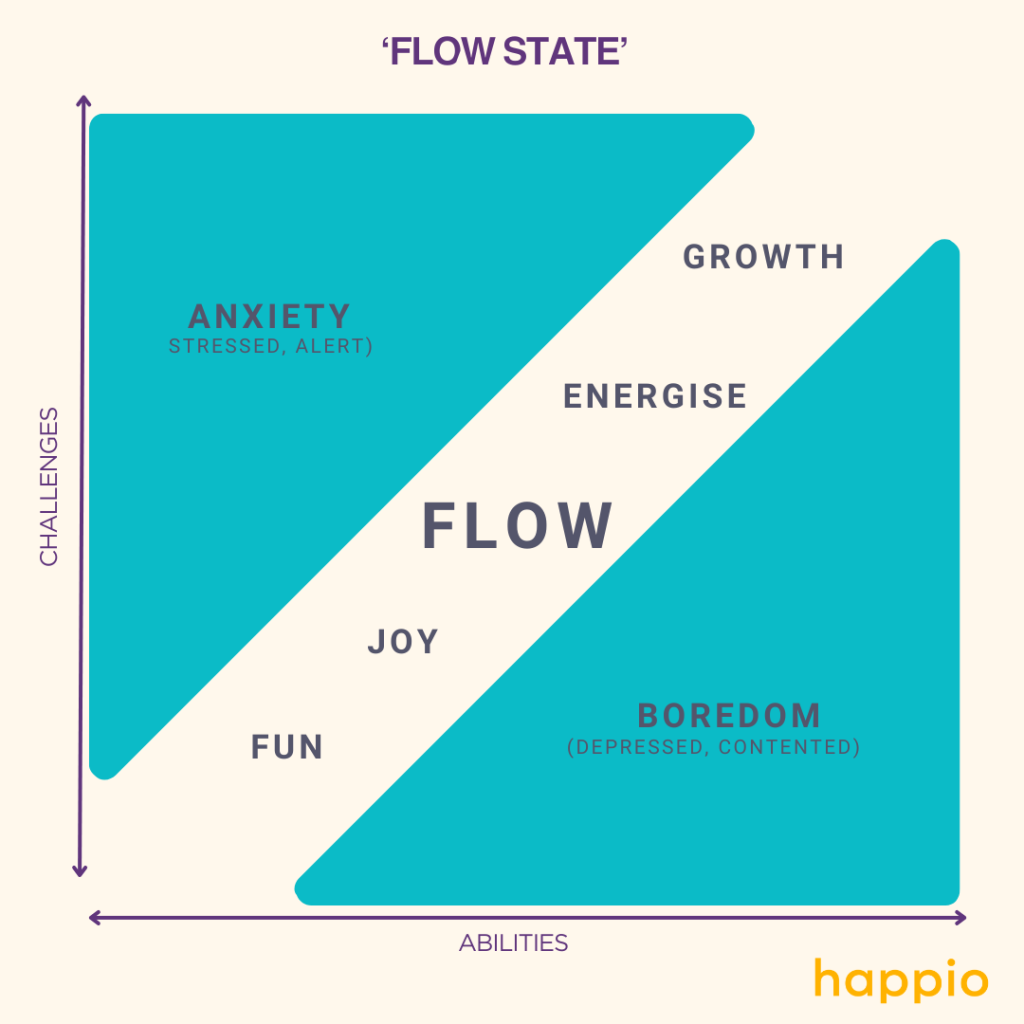 ‘FLOW STATE’
GROWTH
ANXIETY
STRESSED, ALERT)
ENERGISE
CHALLENGES
FLOW
JOY
BOREDOM
(DEPRESSED, CONTENTED)
FUN
ABILITIES
happio